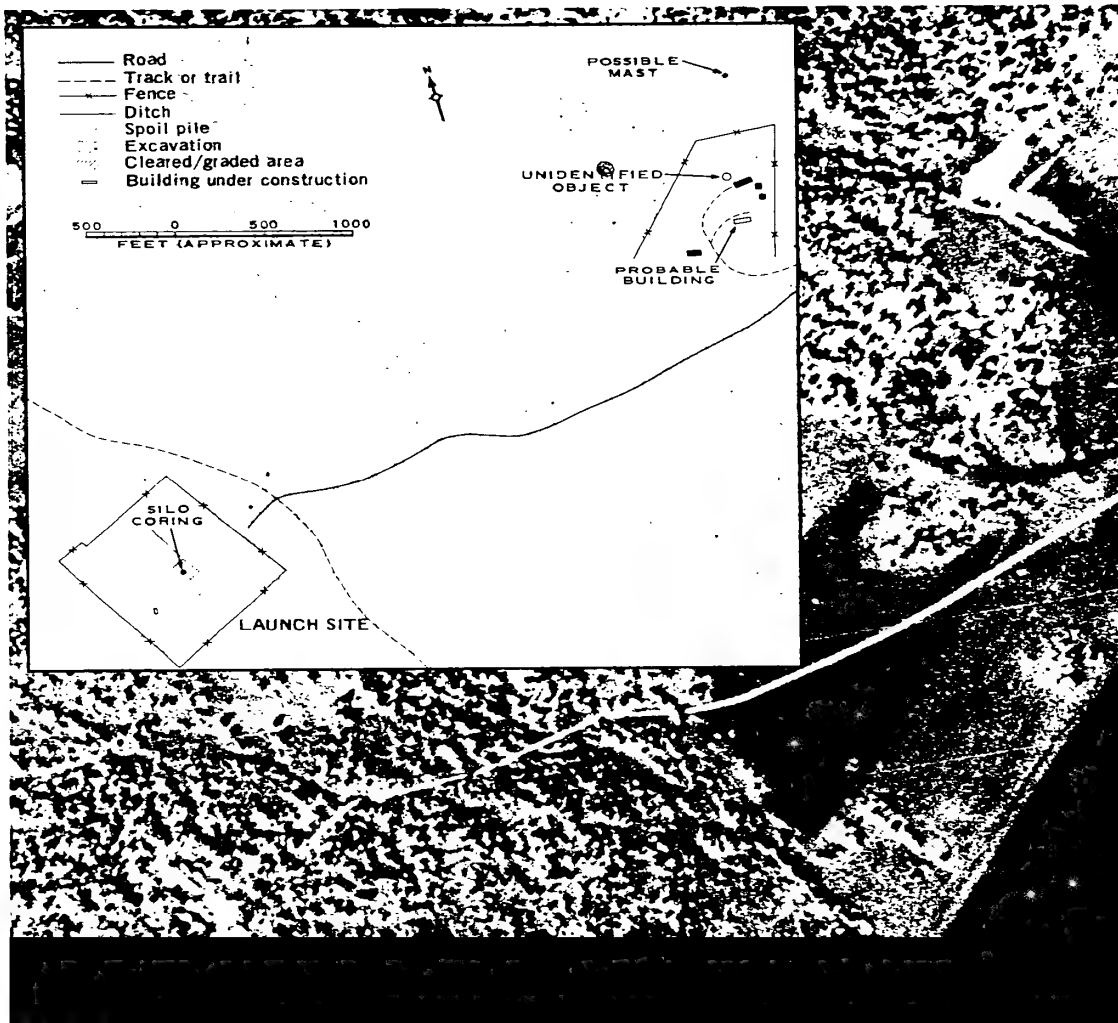 Road
Track or trail
Fence
Ditch
Spoil pile
Excavation
Cleared/graded area
Building under construction
N
500 0 500 1000
FEET (APPROXIMATE)
POSSIBLE
MAST
UNIDENTIFIED
OBJECT
PROBABLE
BUILDING
SILO
CORING
LAUNCH SITE